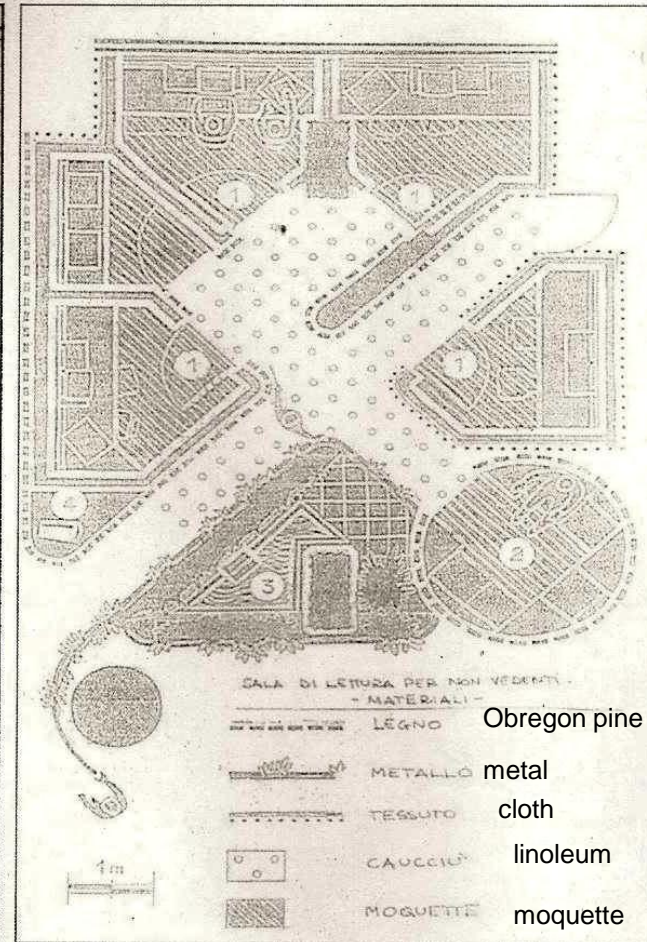 1
1
1
1
4
2
3
SALA DI LETTURA PER NON VEDENTI.
- MATERIALI -
LEGNO Obregon pine
METALLO metal
TESSUTO cloth
CAUCCIU' linoleum
1m
MOQUETTE moquette